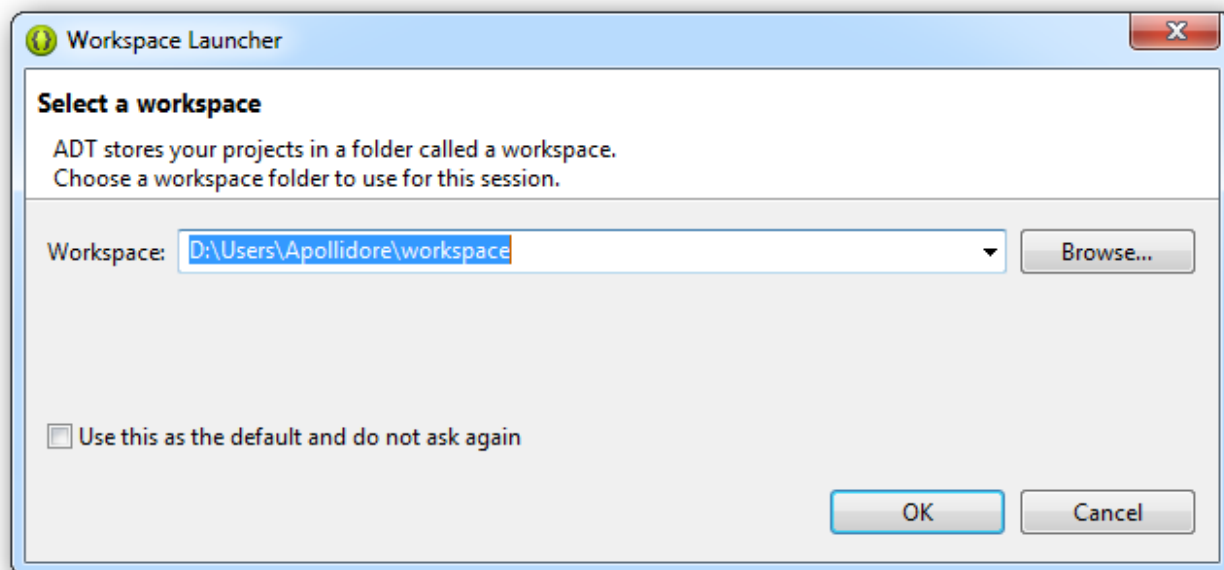 Workspace Launcher
Select a workspace
ADT stores your projects in a folder called a workspace.
Choose a workspace folder to use for this session.
Workspace: D:\Users\Apollidore\workspace Browse...
Use this as the default and do not ask again
OK Cancel